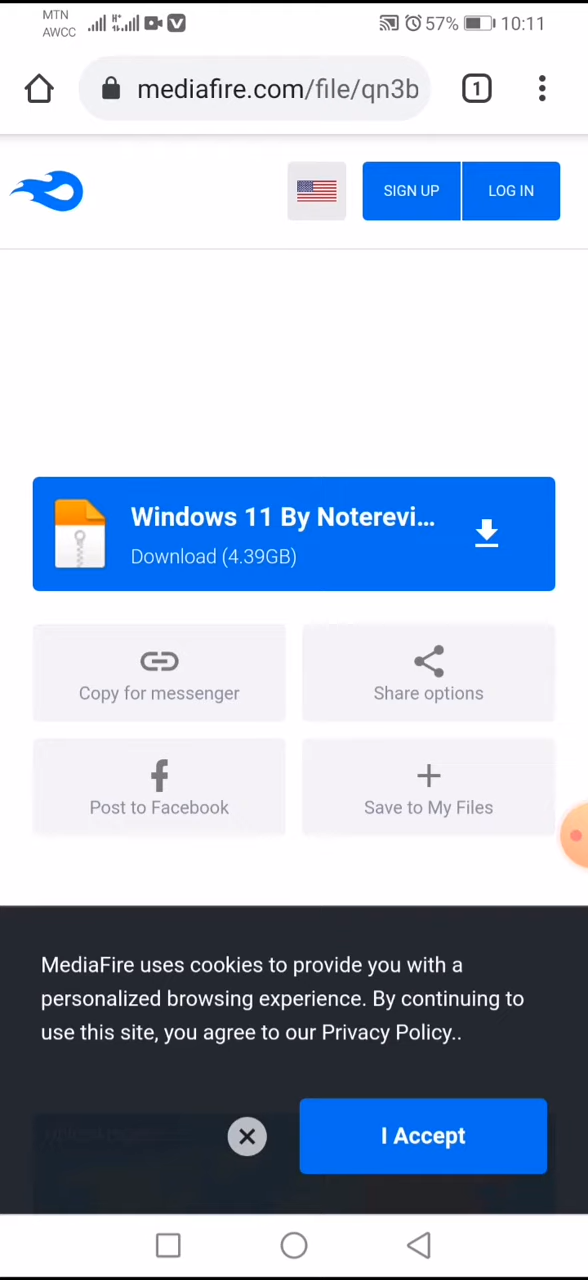 MTN
AWCC
57% 10:11
mediafire.com/file/qn3b
1
SIGN UP LOG IN
Windows 11 By Noterevi...
Download (4.39GB)
Copy for messenger
Share options
Post to Facebook
Save to My Files
MediaFire uses cookies to provide you with a
personalized browsing experience. By continuing to
use this site, you agree to our Privacy Policy..
I Accept